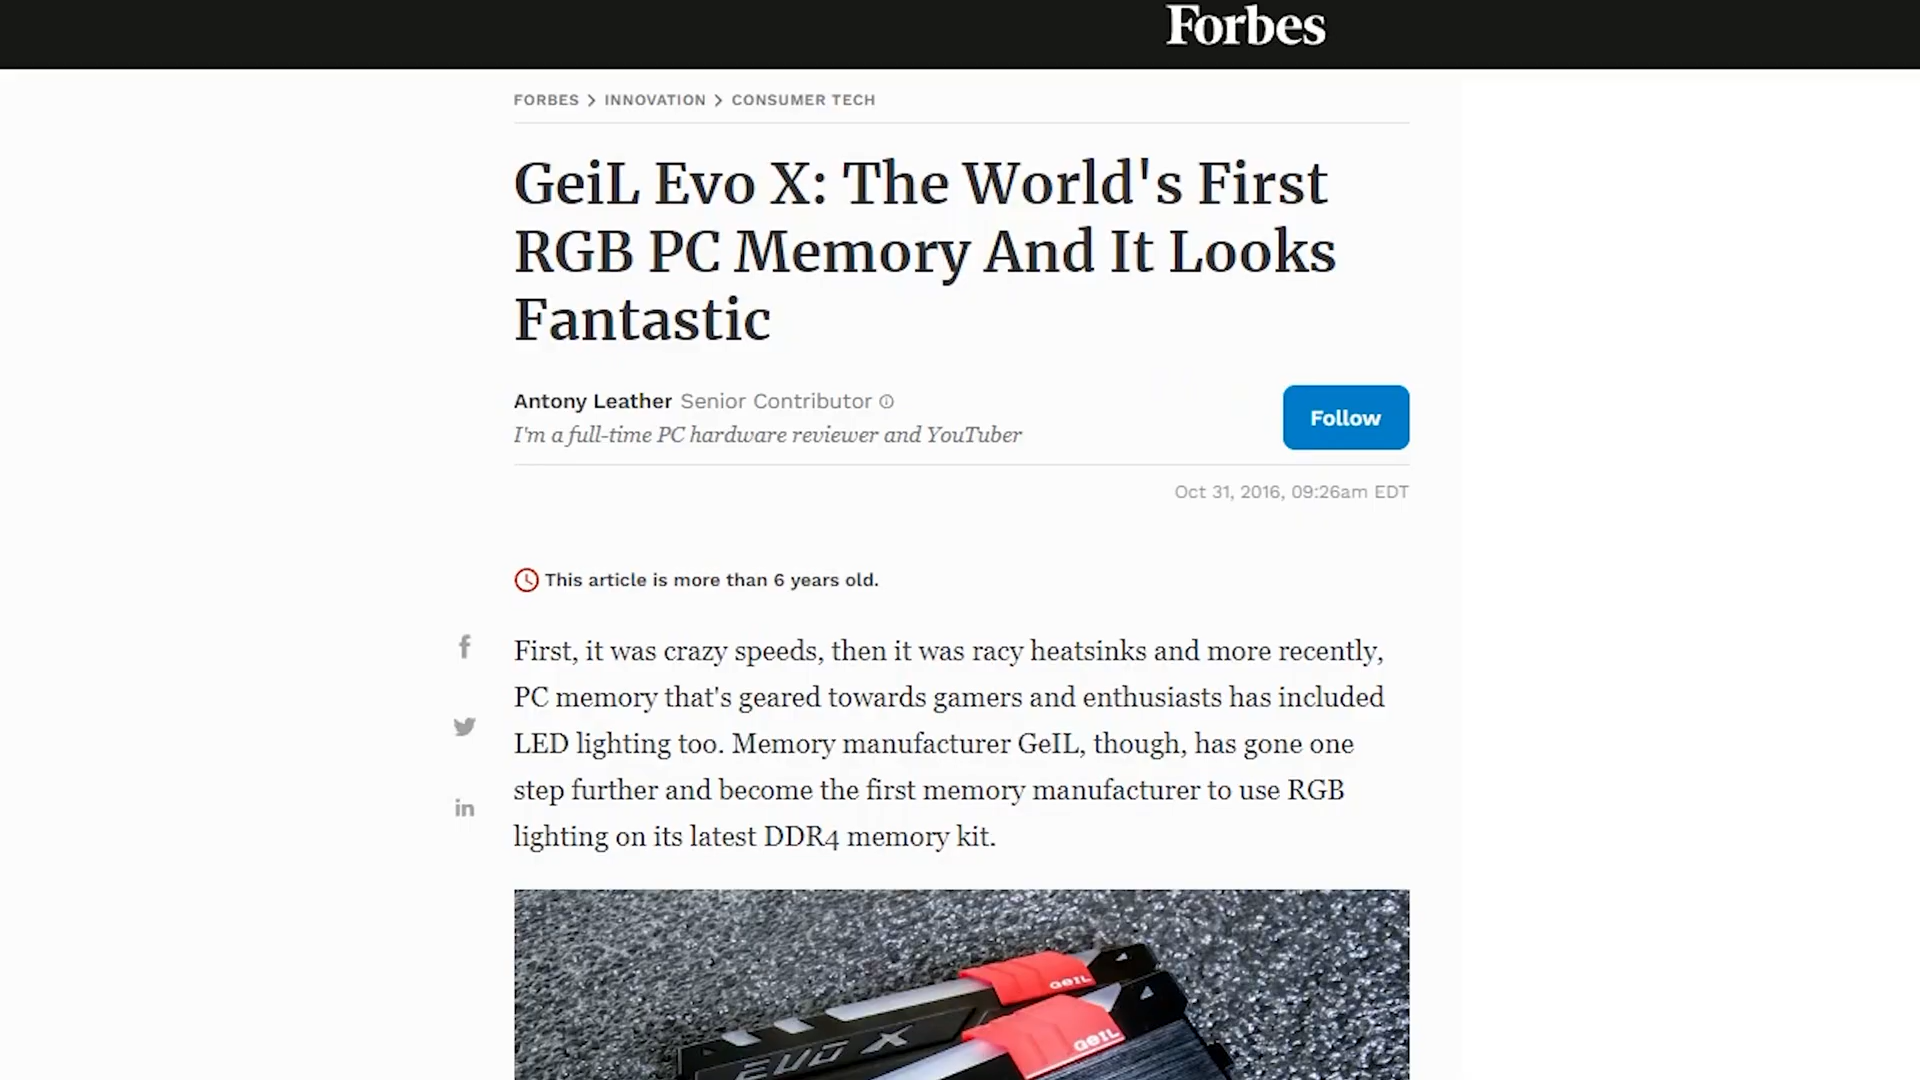 Forbes
FORBES > INNOVATION > CONSUMER TECH
GeiL Evo X: The World's First
RGB PC Memory And It Looks
Fantastic
Antony Leather Senior Contributor
I'm a full-time PC hardware reviewer and YouTuber
Follow
Oct 31, 2016, 09:26am EDT
This article is more than 6 years old.
First, it was crazy speeds, then it was racy heatsinks and more recently,
PC memory that's geared towards gamers and enthusiasts has included
LED lighting too. Memory manufacturer GeIL, though, has gone one
step further and become the first memory manufacturer to use RGB
lighting on its latest DDR4 memory kit.
GeIL
GeIL
EVO X